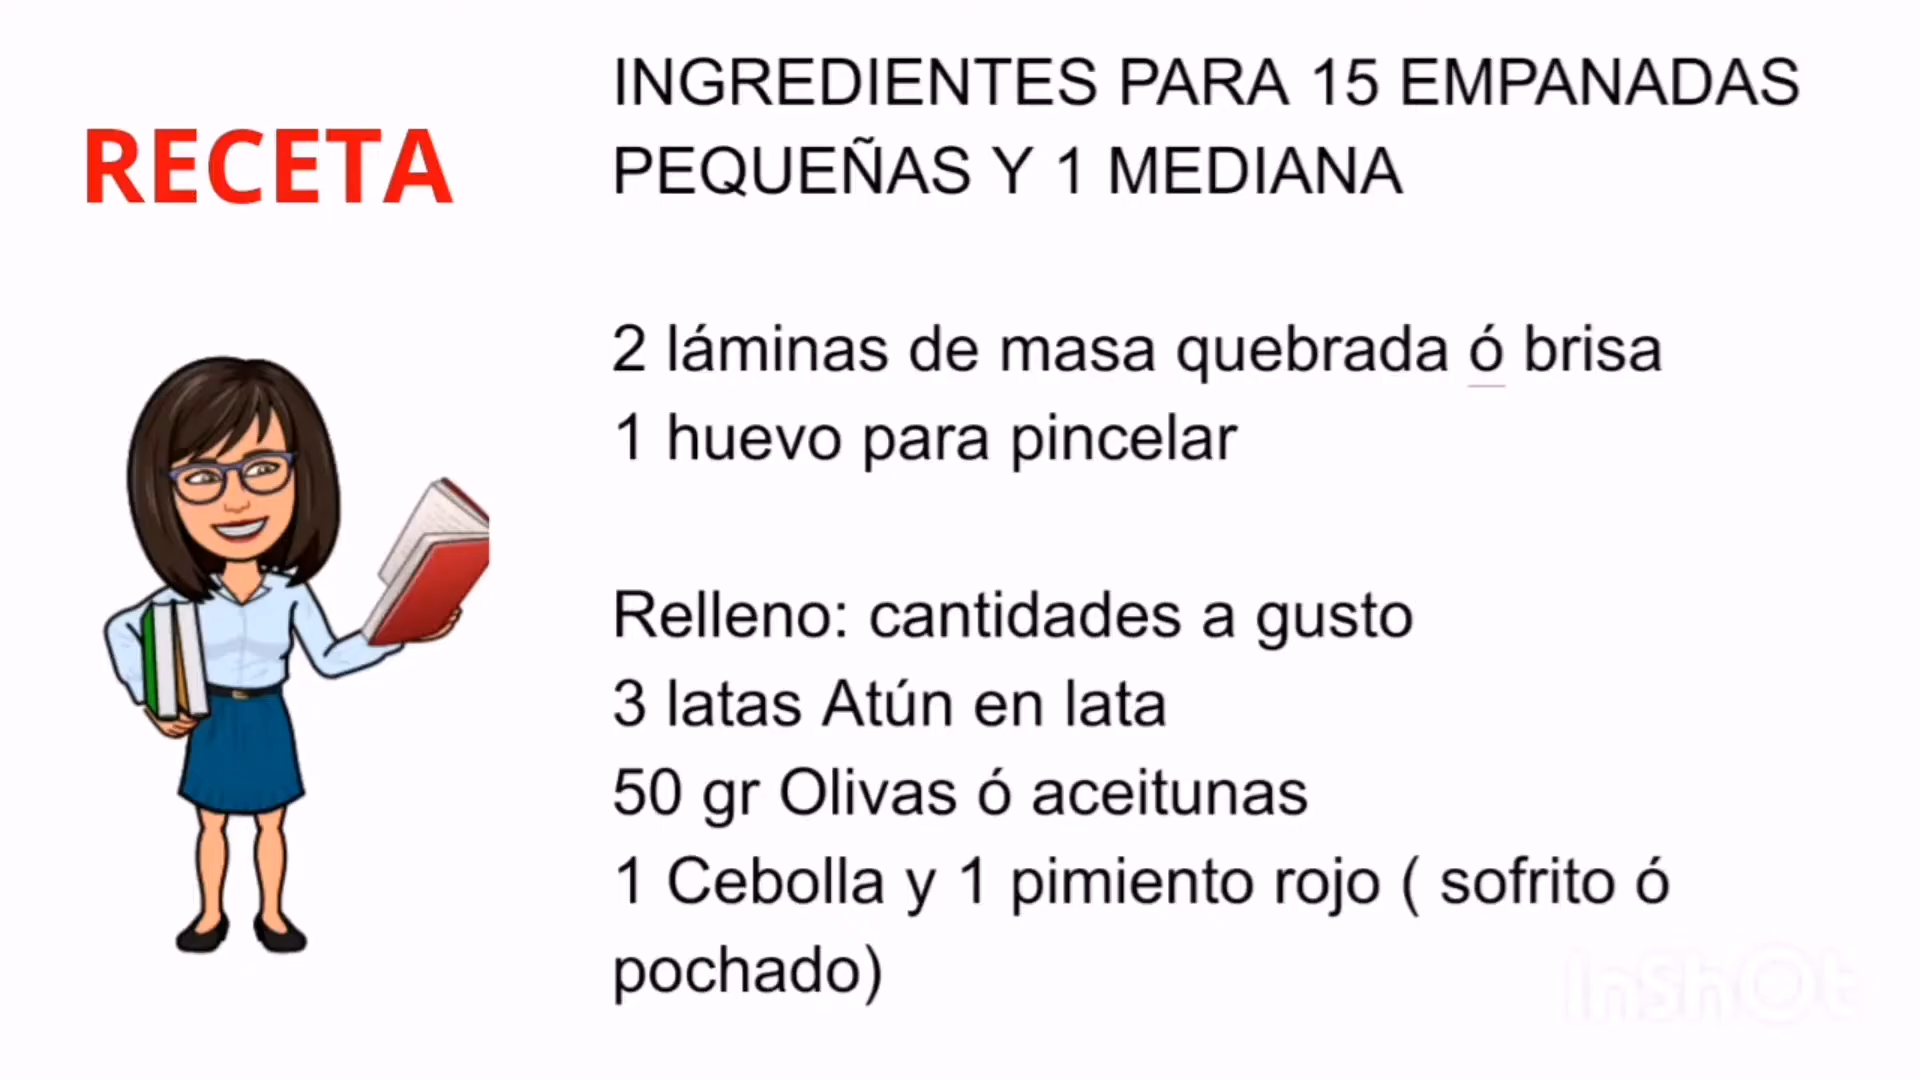 RECETA
INGREDIENTES PARA 15 EMPANADAS
PEQUEÑAS Y 1 MEDIANA
2 láminas de masa quebrada ó brisa
1 huevo para pincelar
Relleno: cantidades a gusto
3 latas Atún en lata
50 gr Olivas ó aceitunas
1 Cebolla y 1 pimiento rojo ( sofrito ó
pochado)
InShOt